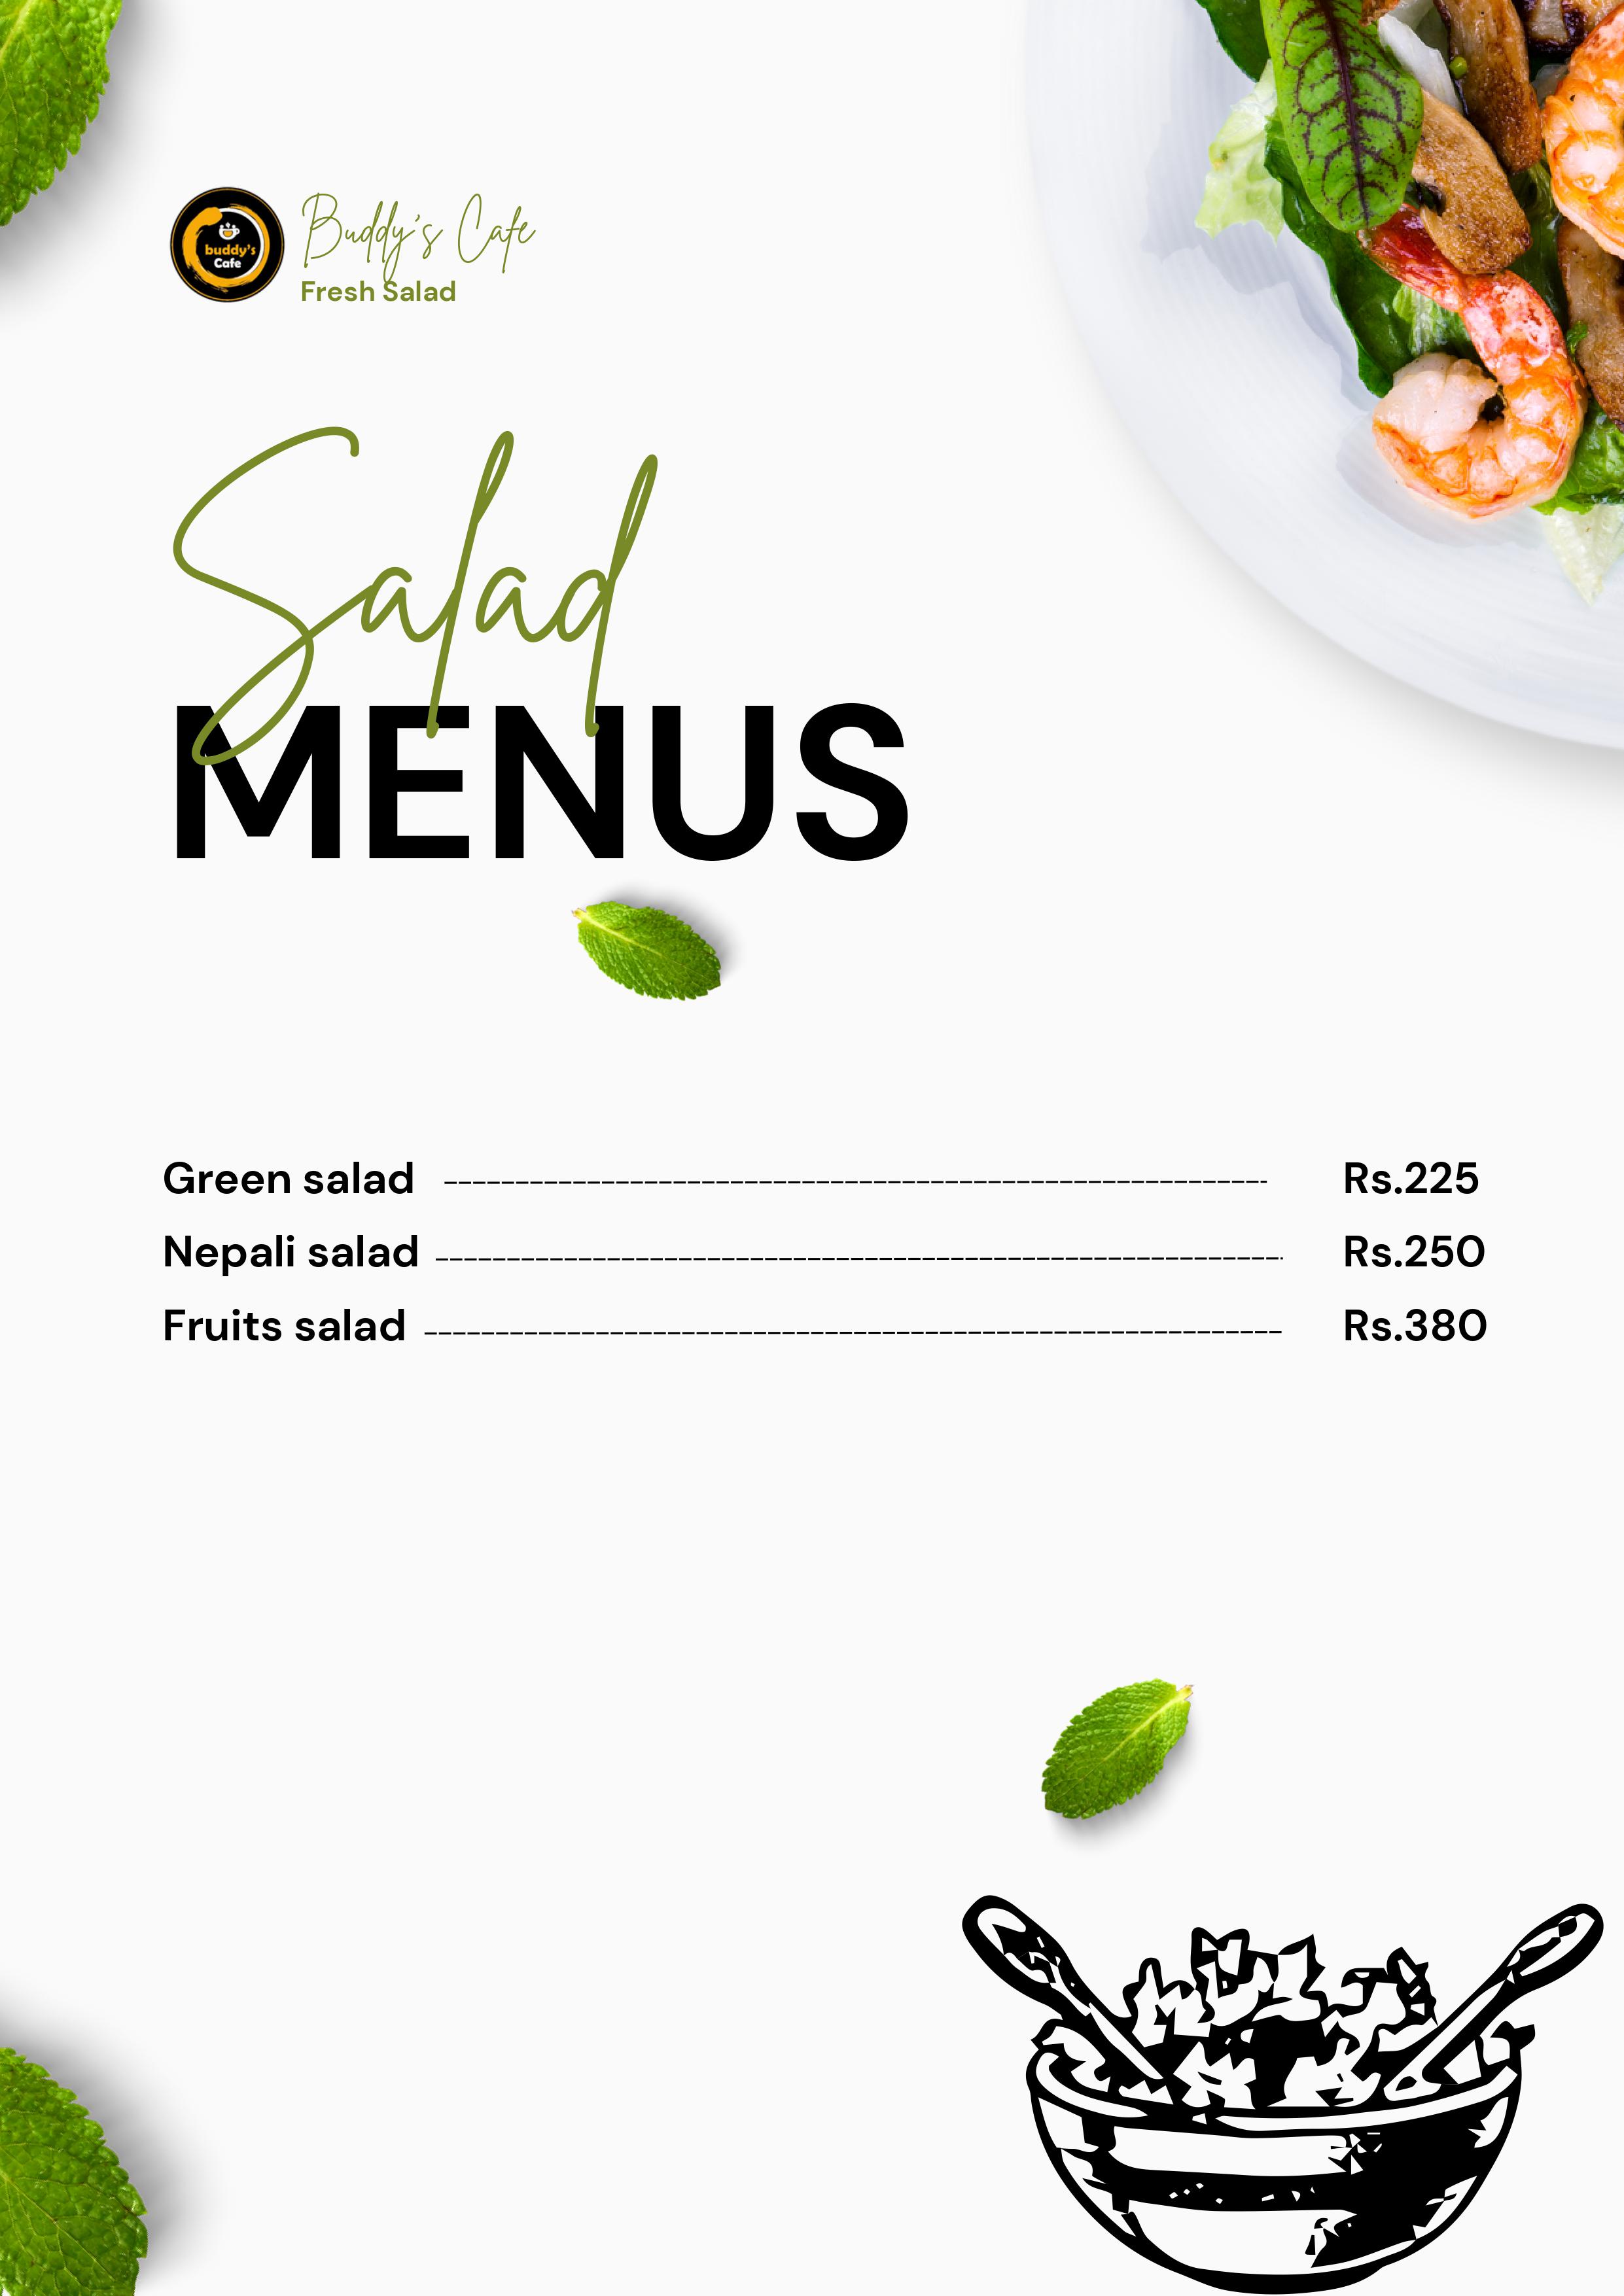 buddy's
Cafe
Buddy's Cafe
Fresh Salad
Salad
MENUS
Green salad Rs.225
Nepali salad Rs.250
Fruits salad Rs.380